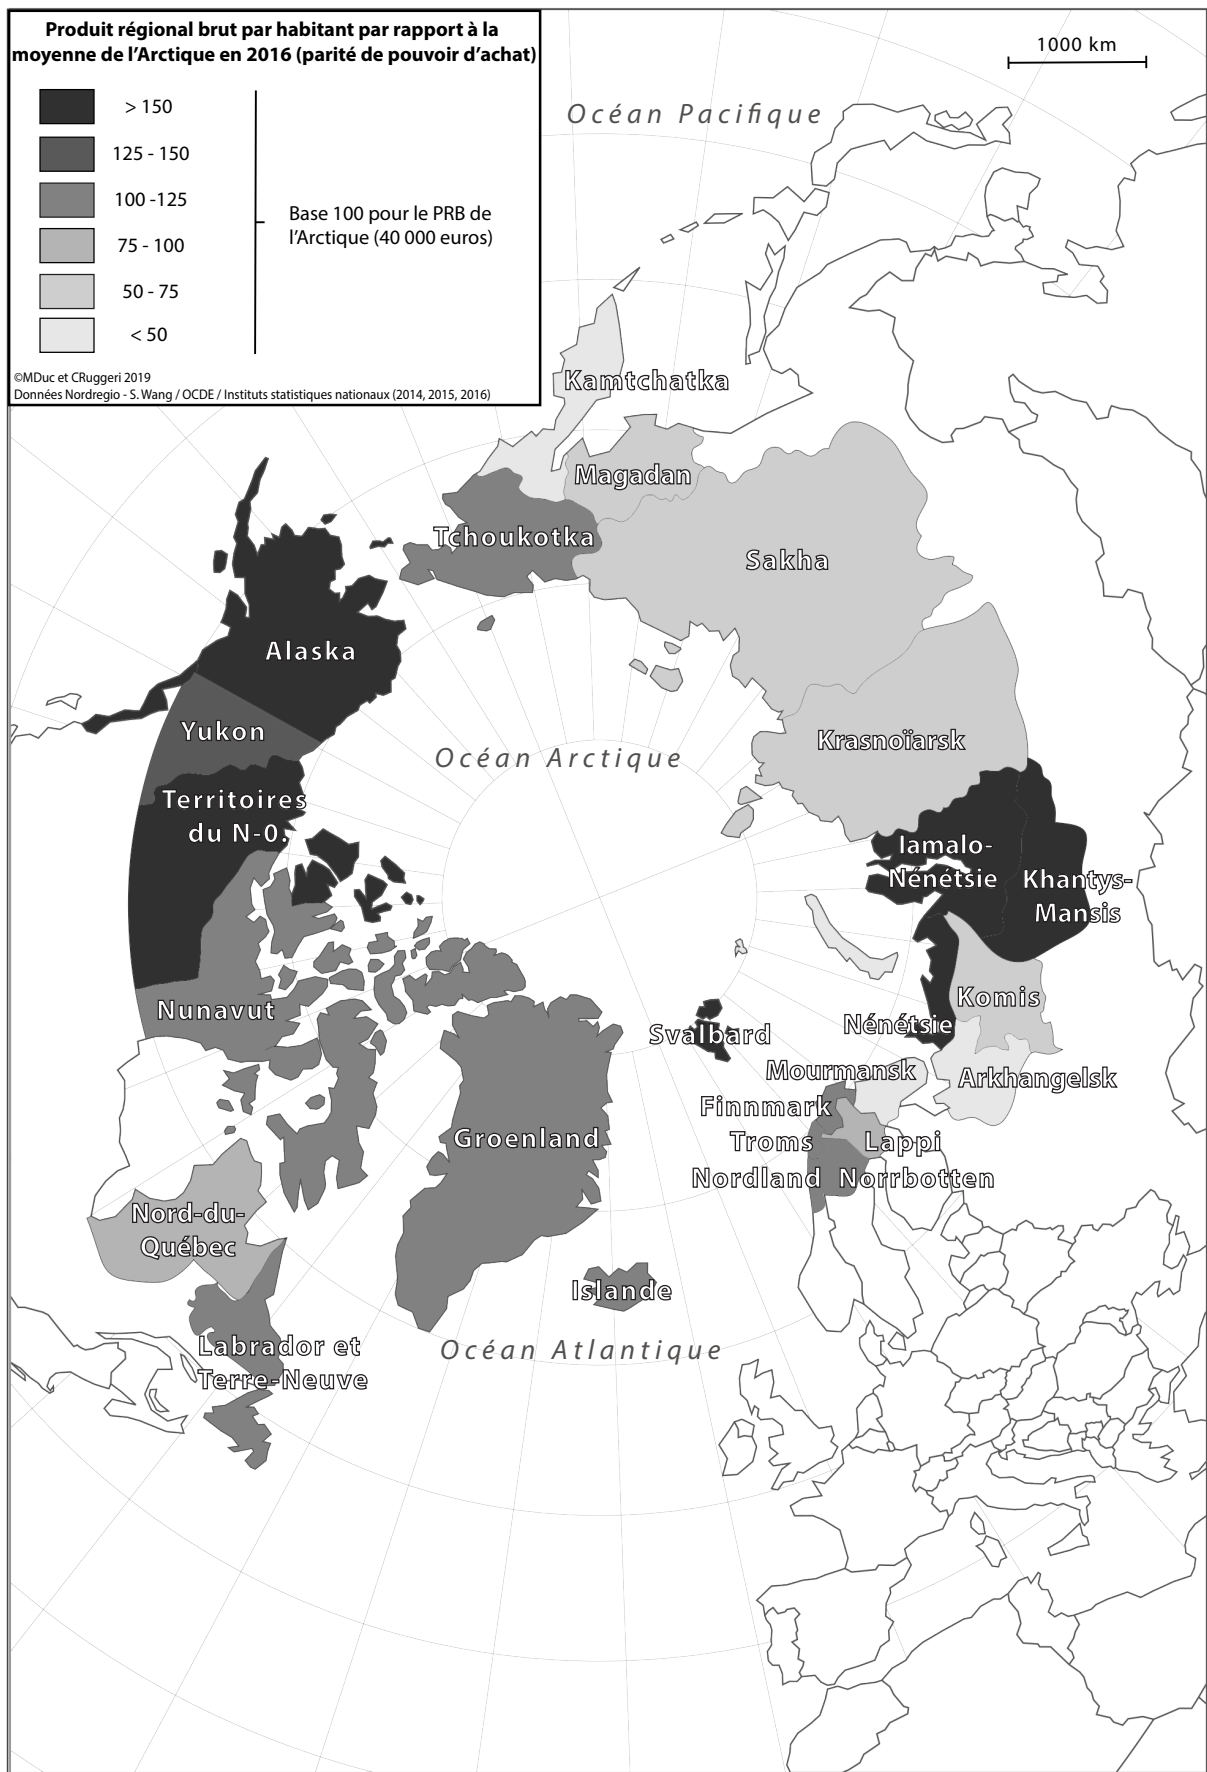 Produit régional brut par habitant par rapport à la
moyenne de l'Arctique en 2016 (parité de pouvoir d'achat)
> 150
125 - 150
100 -125
75 - 100
50 - 75
< 50
Base 100 pour le PRB de
l'Arctique (40 000 euros)
©MDuc et CRuggeri 2019
Données Nordregio - S. Wang / OCDE / Instituts statistiques nationaux (2014, 2015, 2016)
1000 km
Océan Pacifique
Kamtchatka
Magadan
Tchoukotka
Sakha
Alaska
Yukon
Krasnoïarsk
Océan Arctique
Territoires
du N-0.
Iamalo-
Nénétsie
Khantys-
Mansis
Nunavut
Komis
Nénétsie
Svalbard
Mourmansk
Arkhangelsk
Finnmark
Groenland
Troms
Lappi
Nordland
Norrbotten
Nord-du-
Québec
Islande
Labrador et
Terre-Neuve
Océan Atlantique